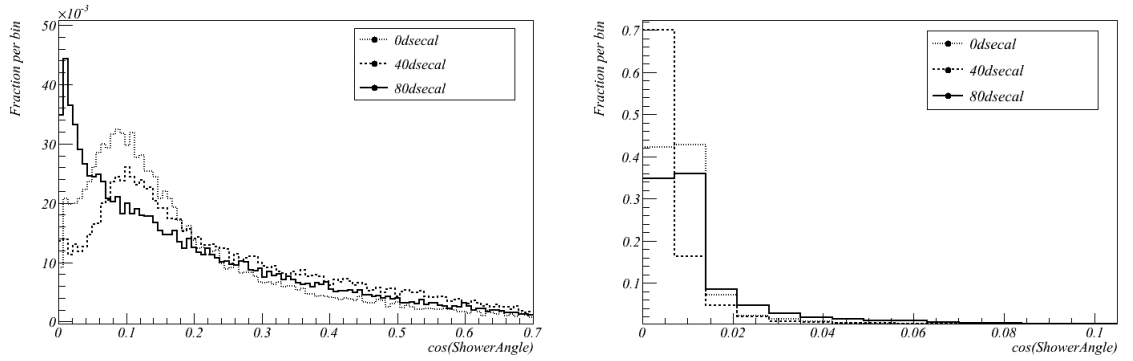 ×10⁻³
Fraction per bin
50
40
30
20
10
0
0 0.1 0.2 0.3 0.4 0.5 0.6 0.7
cos(ShowerAngle)
0dsecal
40dsecal
80dsecal
Fraction per bin
0.7
0.6
0.5
0.4
0.3
0.2
0.1
0 0.02 0.04 0.06 0.08 0.1
cos(ShowerAngle)
0dsecal
40dsecal
80dsecal